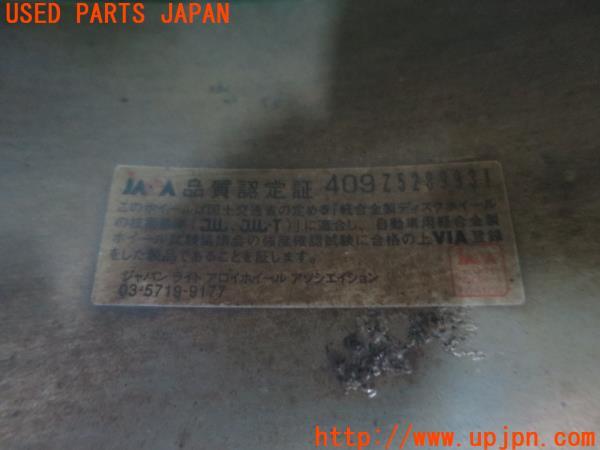 USED PARTS JAPAN
JAWA 品質認定証 409Z5289931
このホイールは国土交通省の定める「軽合金製ディスクホイール
の技術基準（JWL、JWL-T）」に適合し、自動車用軽合金製
ホイール試験協議会の強度確認試験に合格の上VIA登録
をした製品であることを証します。
ジャパン ライト アロイホイール アソシエイション
03-5719-9177
JAWA
http://www.upjpn.com/